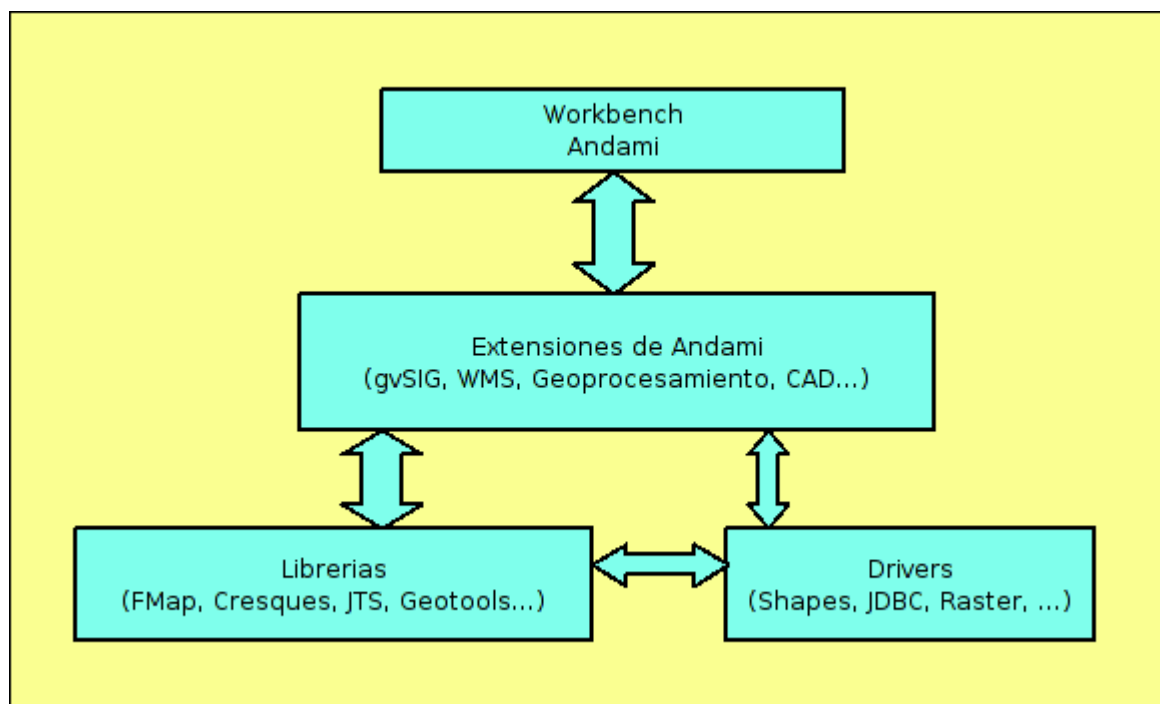 Workbench
Andami
Extensiones de Andami
(gvSIG, WMS, Geoprocesamiento, CAD...)
Librerias
(FMap, Cresques, JTS, Geotools...)
Drivers
(Shapes, JDBC, Raster, ...)